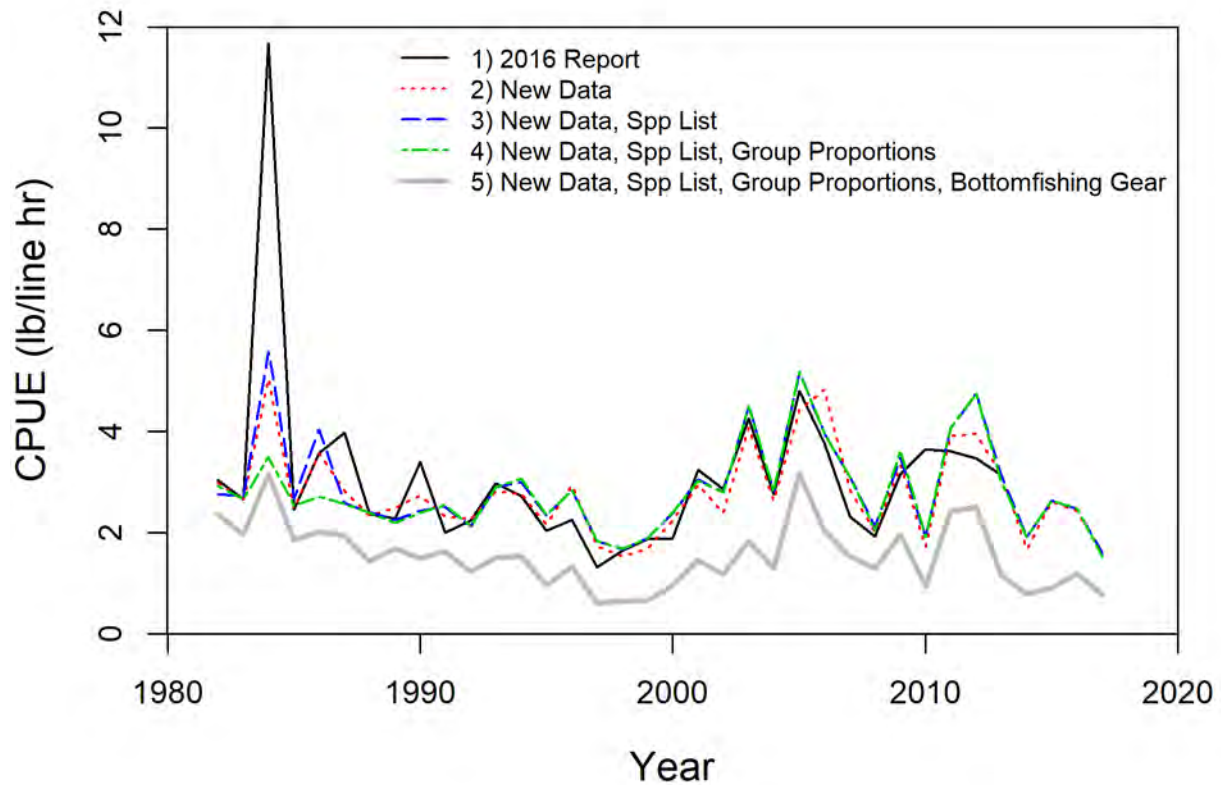 CPUE (lb/line hr)
12
10
8
6
4
2
0
1) 2016 Report
2) New Data
3) New Data, Spp List
4) New Data, Spp List, Group Proportions
5) New Data, Spp List, Group Proportions, Bottomfishing Gear
1980 1990 2000 2010 2020
Year